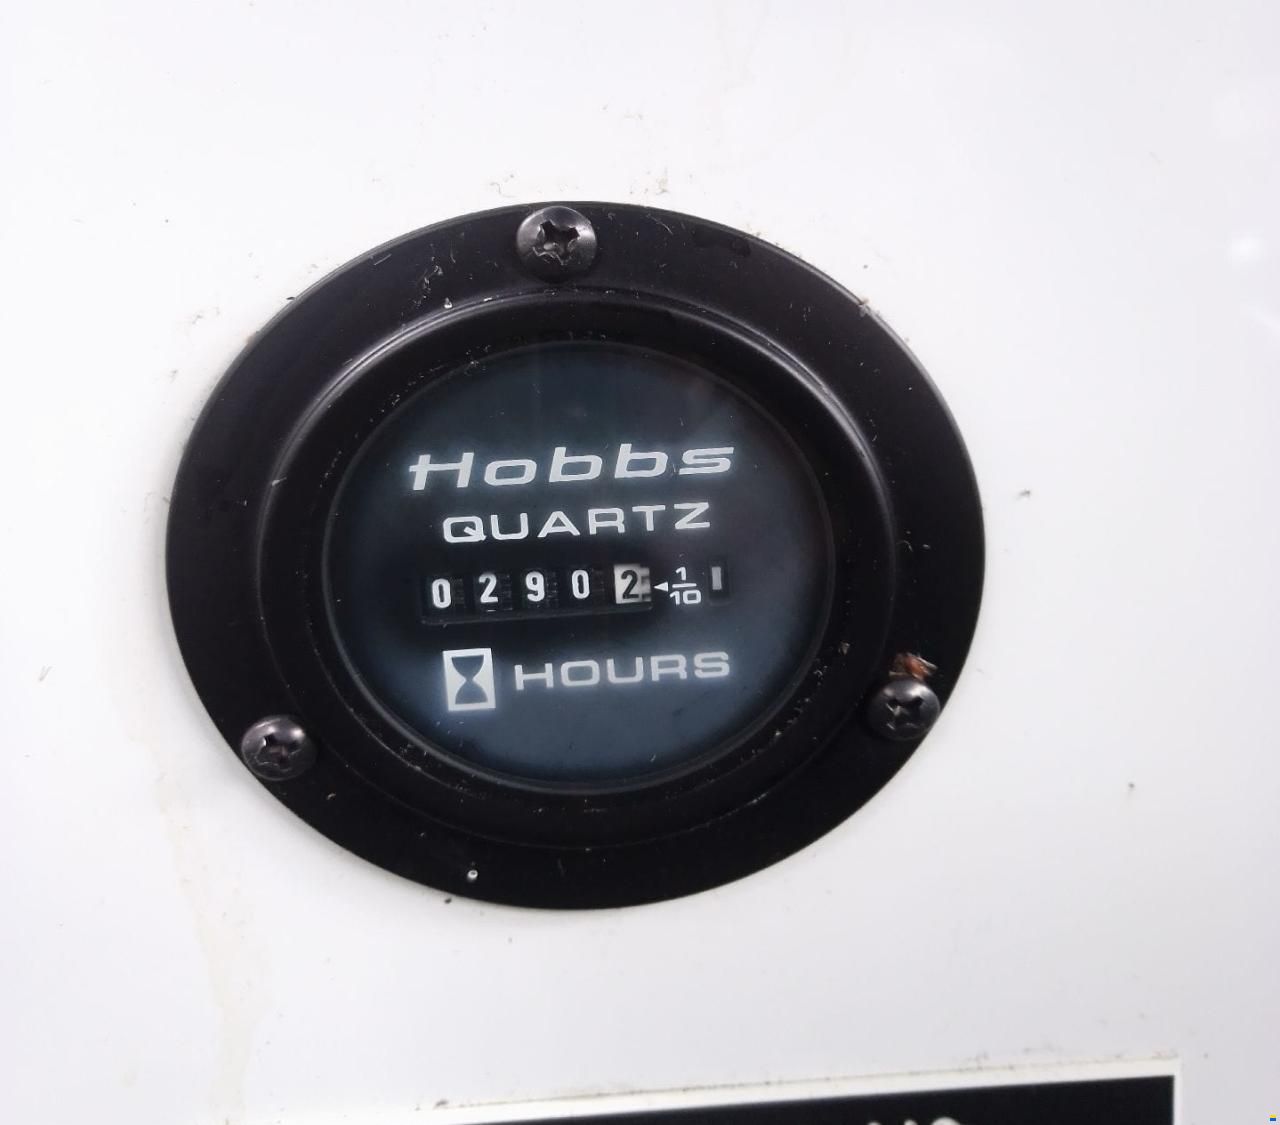 Hobbs
QUARTZ
02902 ◄ 1/10
HOURS